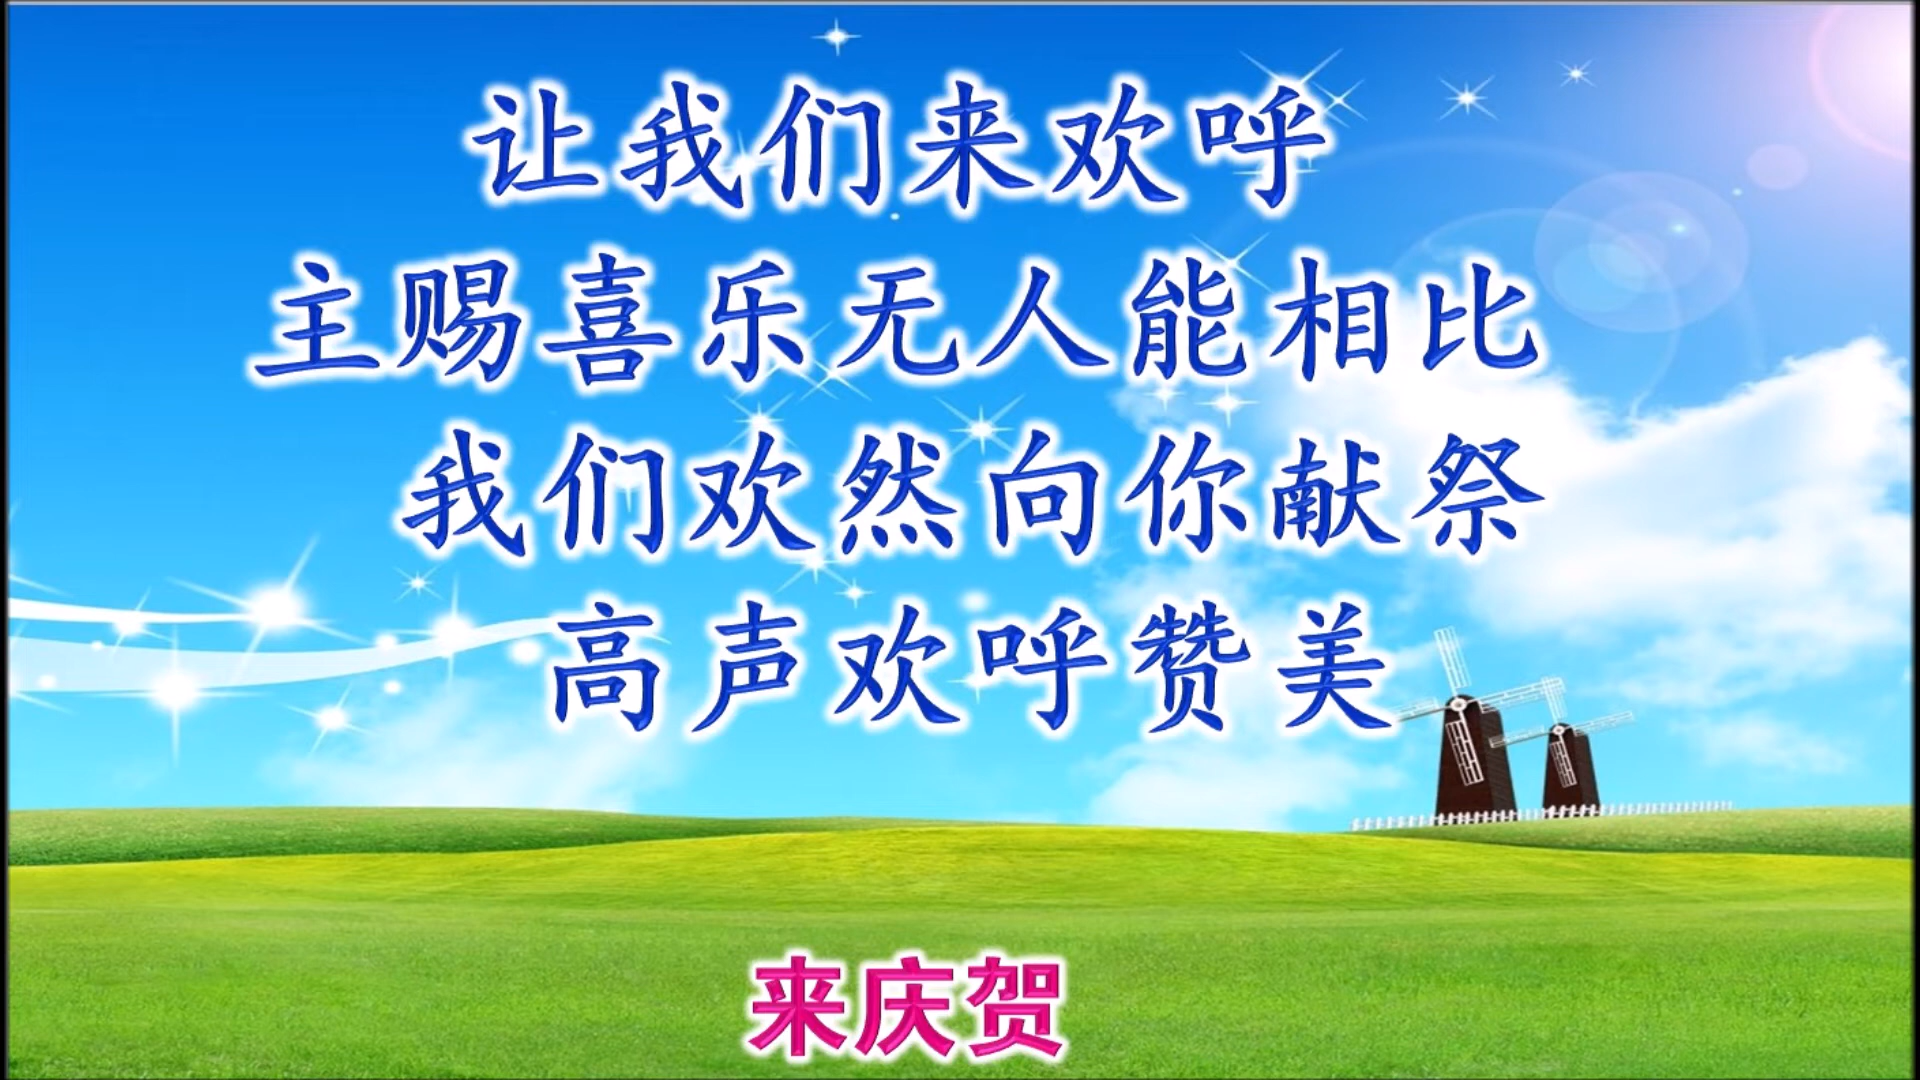 让我们来欢呼
主赐喜乐无人能相比
我们欢然向你献祭
高声欢呼赞美
来庆贺